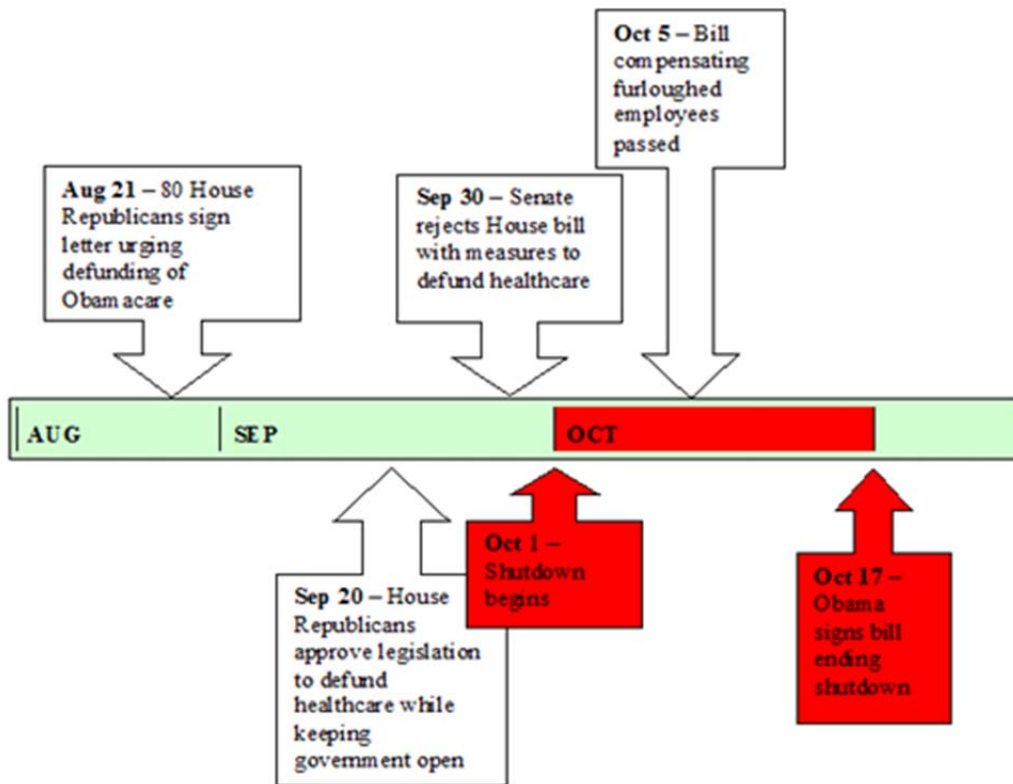 Oct 5 – Bill
compensating
furloughed
employees
passed
Aug 21 – 80 House
Republicans sign
letter urging
defunding of
Obamacare
Sep 30 – Senate
rejects House bill
with measures to
defund healthcare
AUG
SEP
OCT
Oct 1 –
Shutdown
begins
Sep 20 – House
Republicans
approve legislation
to defund
healthcare while
keeping
government open
Oct 17 –
Obama
signs bill
ending
shutdown